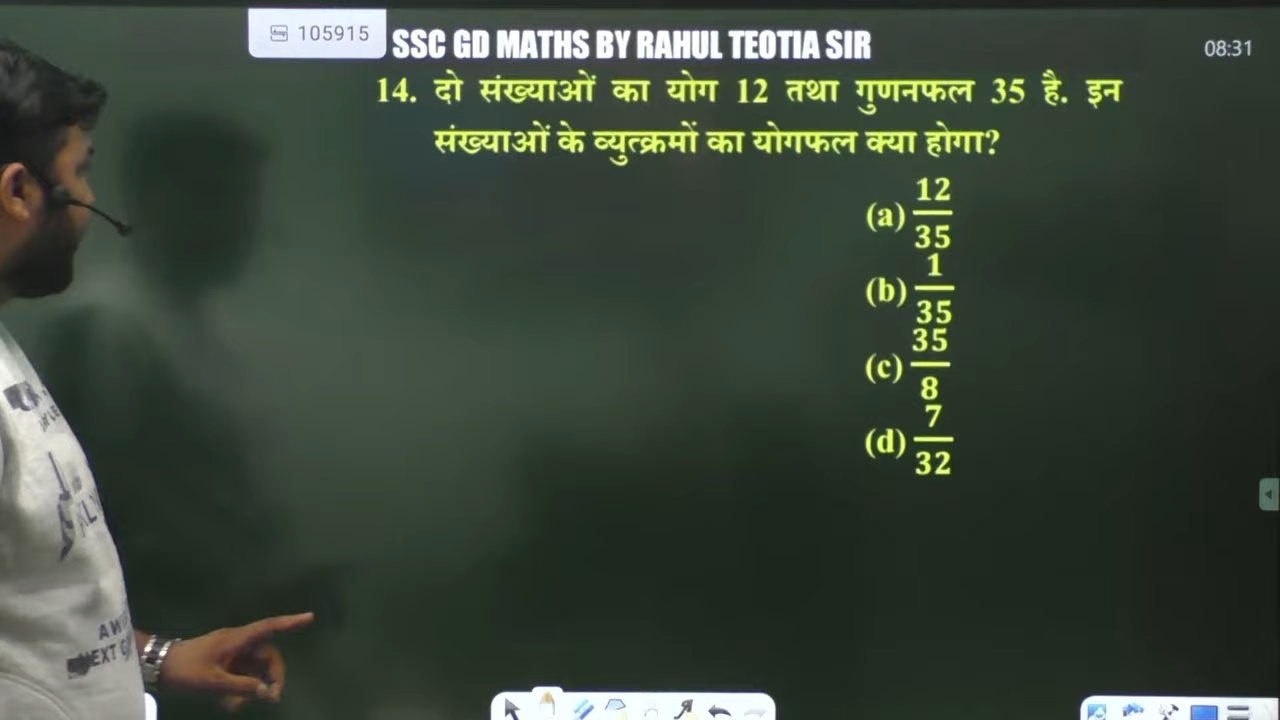 105915
SSC GD MATHS BY RAHUL TEOTIA SIR
08:31
14. दो संख्याओं का योग 12 तथा गुणनफल 35 है. इन
संख्याओं के व्युत्क्रमों का योगफल क्या होगा?
(a) 12/35
(b) 1/35
(c) 35/8
(d) 7/32
NEXT